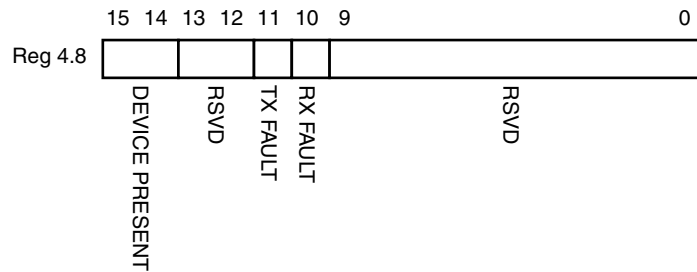 15 14 13 12 11 10 9 0
Reg 4.8
DEVICE PRESENT
RSVD
TX FAULT
RX FAULT
RSVD